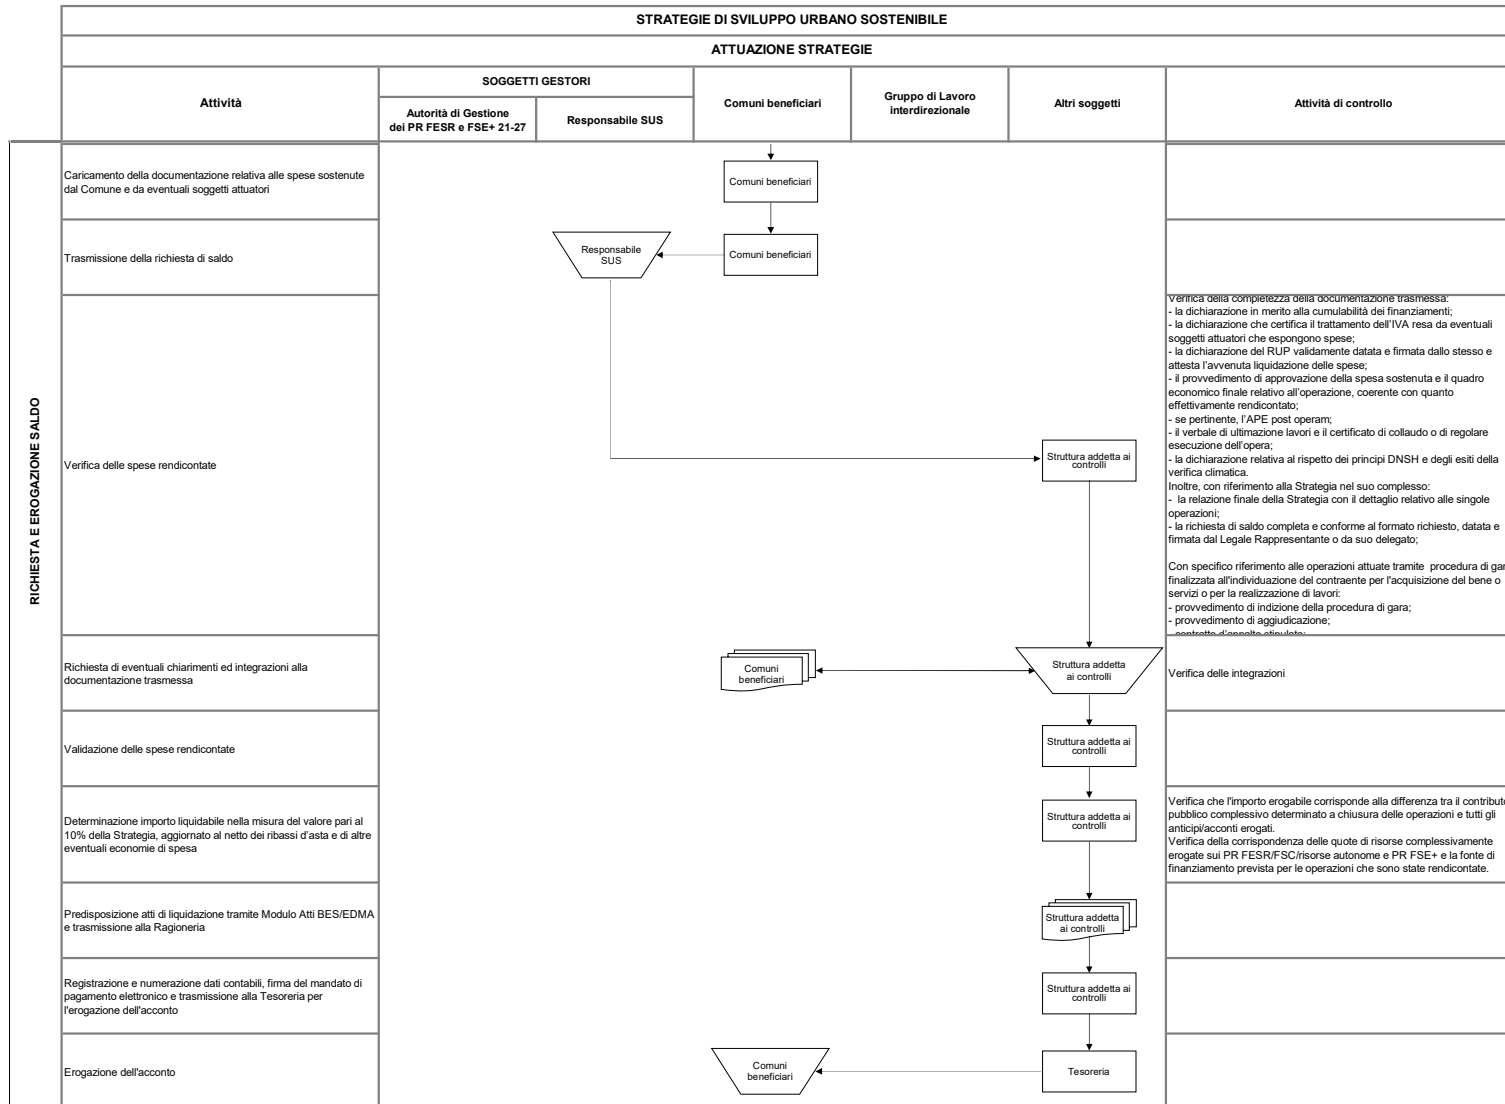 STRATEGIE DI SVILUPPO URBANO SOSTENIBILE
ATTUAZIONE STRATEGIE
Attività
SOGGETTI GESTORI
Autorità di Gestione
dei PR FESR e FSE+ 21-27
Responsabile SUS
Comuni beneficiari
Gruppo di Lavoro
interdirezionale
Altri soggetti
Attività di controllo
RICHIESTA E EROGAZIONE SALDO
Caricamento della documentazione relativa alle spese sostenute
dal Comune e da eventuali soggetti attuatori
Comuni beneficiari
Trasmissione della richiesta di saldo
Responsabile
SUS
Comuni beneficiari
Verifica delle spese rendicontate
Struttura addetta ai
controlli
Verifica della completezza della documentazione trasmessa:
- la dichiarazione in merito alla cumulabilità dei finanziamenti;
- la dichiarazione che certifica il trattamento dell'IVA resa da eventuali
soggetti attuatori che espongono spese;
- la dichiarazione del RUP validamente datata e firmata dallo stesso e
attesta l'avvenuta liquidazione delle spese;
- il provvedimento di approvazione della spesa sostenuta e il quadro
economico finale relativo all'operazione, coerente con quanto
effettivamente rendicontato;
- se pertinente, l'APE post operam;
- il verbale di ultimazione lavori e il certificato di collaudo o di regolare
esecuzione dell'opera;
- la dichiarazione relativa al rispetto dei principi DNSH e degli esiti della
verifica climatica.
Inoltre, con riferimento alla Strategia nel suo complesso:
- la relazione finale della Strategia con il dettaglio relativo alle singole
operazioni;
- la richiesta di saldo completa e conforme al formato richiesto, datata e
firmata dal Legale Rappresentante o da suo delegato;
Con specifico riferimento alle operazioni attuate tramite procedura di gar
finalizzata all'individuazione del contraente per l'acquisizione del bene o
servizi o per la realizzazione di lavori:
- provvedimento di indizione della procedura di gara;
- provvedimento di aggiudicazione;
- contratto d'appalto stipulato;
Richiesta di eventuali chiarimenti ed integrazioni alla
documentazione trasmessa
Comuni
beneficiari
Struttura addetta
ai controlli
Verifica delle integrazioni
Validazione delle spese rendicontate
Struttura addetta ai
controlli
Determinazione importo liquidabile nella misura del valore pari al
10% della Strategia, aggiornato al netto dei ribassi d'asta e di altre
eventuali economie di spesa
Struttura addetta ai
controlli
Verifica che l'importo erogabile corrisponde alla differenza tra il contributo
pubblico complessivo determinato a chiusura delle operazioni e tutti gli
anticipi/acconti erogati.
Verifica della corrispondenza delle quote di risorse complessivamente
erogate sui PR FESR/FSC/risorse autonome e PR FSE+ e la fonte di
finanziamento prevista per le operazioni che sono state rendicontate.
Predisposizione atti di liquidazione tramite Modulo Atti BES/EDMA
e trasmissione alla Ragioneria
Struttura addetta
ai controlli
Registrazione e numerazione dati contabili, firma del mandato di
pagamento elettronico e trasmissione alla Tesoreria per
l'erogazione dell'acconto
Struttura addetta ai
controlli
Erogazione dell'acconto
Comuni
beneficiari
Tesoreria